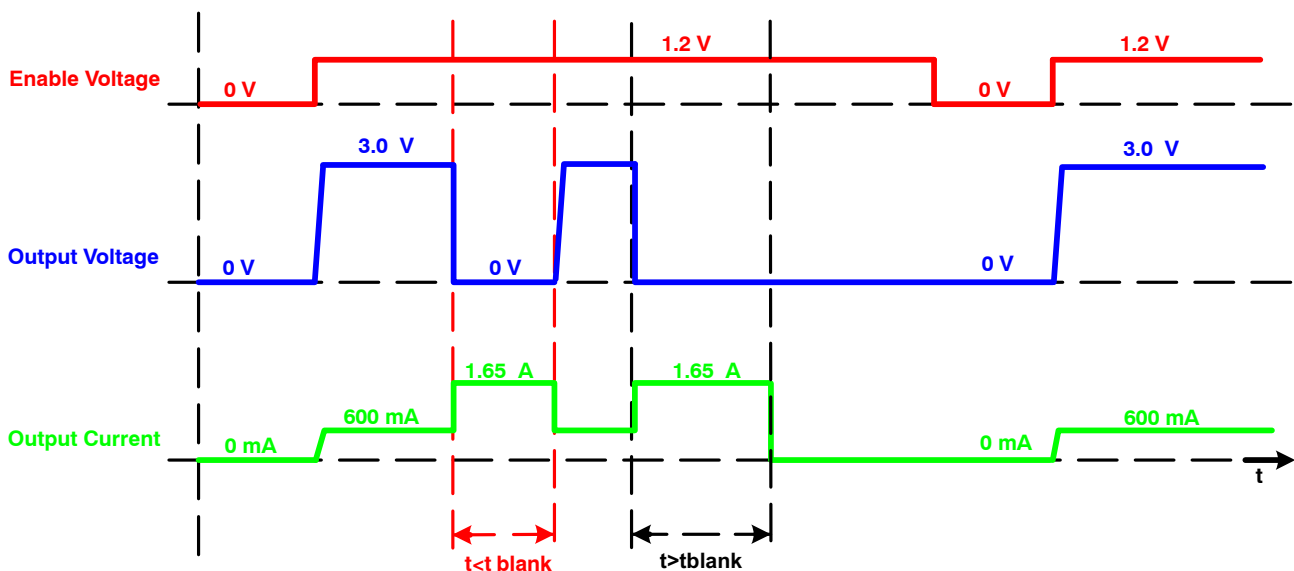 1.2 V
1.2 V
Enable Voltage
0 V
0 V
3.0 V
3.0 V
Output Voltage
0 V
0 V
0 V
1.65 A
1.65 A
600 mA
600 mA
Output Current
0 mA
0 mA
t
t<t blank
t>tblank